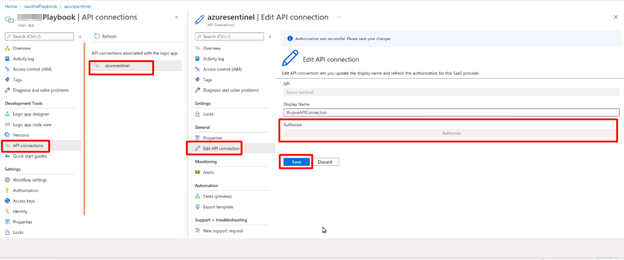 Home > savithaPlaybook > azuresentinel
Playbook | API connections
Logic app
Search (Ctrl+/)
Overview
Activity log
Access control (IAM)
Tags
Diagnose and solve problems
Development Tools
Logic app designer
Logic app code view
Versions
API connections
Quick start guides
Settings
Workflow settings
Authorization
Access keys
Identity
Properties
Locks
Refresh
API connections associated with the logic app
azuresentinel
azuresentinel | Edit API connection
API Connection
Search (Ctrl+/)
Overview
Activity log
Access control (IAM)
Tags
Diagnose and solve problems
Settings
Locks
General
Properties
Edit API connection
Monitoring
Alerts
Automation
Tasks (preview)
Export template
Support + troubleshooting
New support request
Authorization was successful. Please save your changes
Edit API connection
Edit API connection lets you update the display name and refresh the authorization for this SaaS provider.
API
Azure Sentinel
Display Name
Authorize
Authorize
Save
Discard